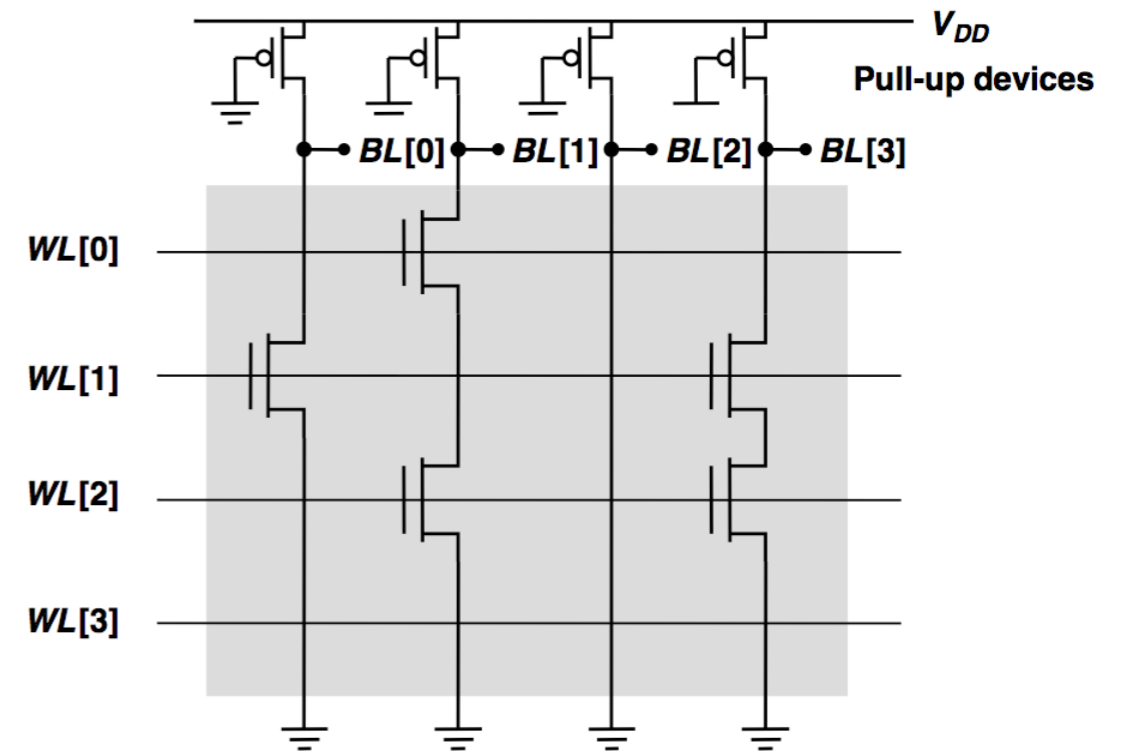 V_DD
Pull-up devices
BL[0] BL[1] BL[2] BL[3]
WL[0]
WL[1]
WL[2]
WL[3]